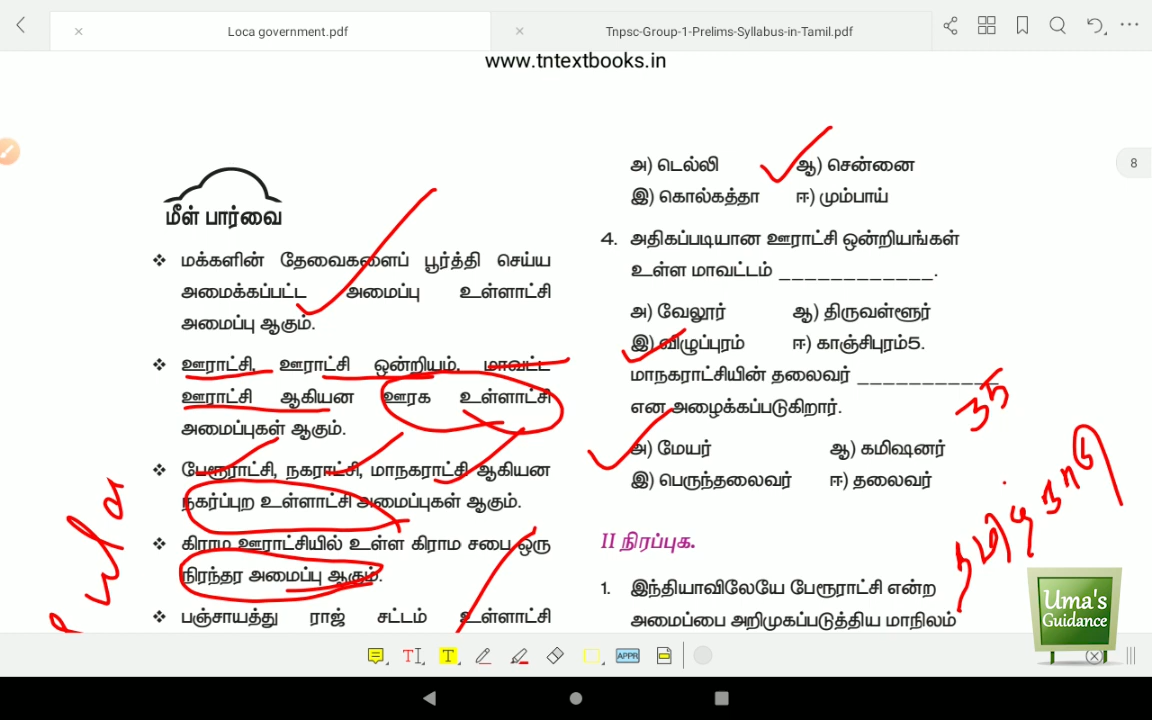 Loca government.pdf
Tnpsc-Group-1-Prelims-Syllabus-in-Tamil.pdf
www.tntextbooks.in
8
மீள் பார்வை
❖ மக்களின் தேவைகளைப் பூர்த்தி செய்ய
அமைக்கப்பட்ட அமைப்பு உள்ளாட்சி
அமைப்பு ஆகும்.
❖ ஊராட்சி, ஊராட்சி ஒன்றியம், மாவட்ட
ஊராட்சி ஆகியன ஊரக உள்ளாட்சி
அமைப்புகள் ஆகும்.
❖ பேரூராட்சி, நகராட்சி, மாநகராட்சி ஆகியன
நகர்ப்புற உள்ளாட்சி அமைப்புகள் ஆகும்.
❖ கிராம ஊராட்சியில் உள்ள கிராம சபை ஒரு
நிரந்தர அமைப்பு ஆகும்.
❖ பஞ்சாயத்து ராஜ் சட்டம் உள்ளாட்சி
அ) டெல்லி ஆ) சென்னை
இ) கொல்கத்தா ஈ) மும்பாய்
4. அதிகப்படியான ஊராட்சி ஒன்றியங்கள்
உள்ள மாவட்டம் _____________.
அ) வேலூர் ஆ) திருவள்ளூர்
இ) விழுப்புரம் ஈ) காஞ்சிபுரம்5.
மாநகராட்சியின் தலைவர் ____________
என அழைக்கப்படுகிறார்.
அ) மேயர் ஆ) கமிஷனர்
இ) பெருந்தலைவர் ஈ) தலைவர்
35
தமிழ்நாடு
II நிரப்புக.
1. இந்தியாவிலேயே பேரூராட்சி என்ற
அமைப்பை அறிமுகப்படுத்திய மாநிலம்
Uma's
Guidance
APPR